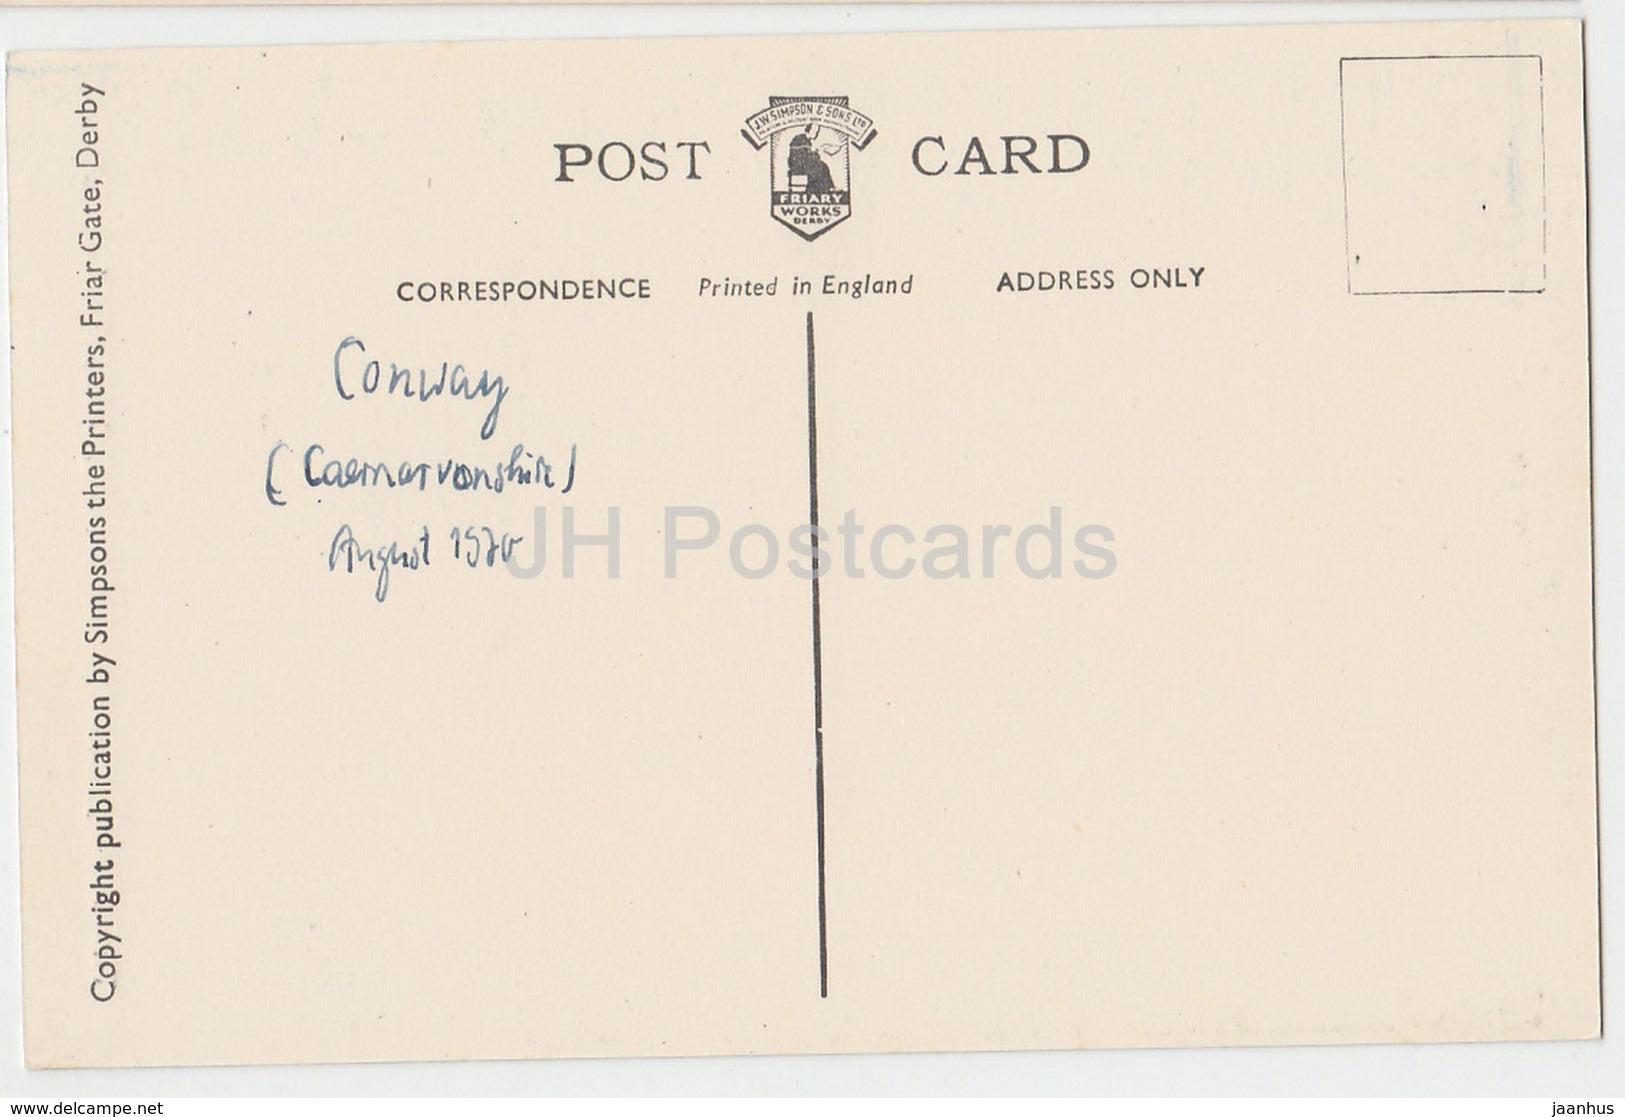 Copyright publication by Simpsons the Printers, Friar Gate, Derby
POST CARD
J.W. SIMPSON & SONS LTD
FRIARY
WORKS
DERBY
CORRESPONDENCE Printed in England ADDRESS ONLY
Conway
(Caernarvonshire)
August 1970
JH Postcards
www.delcampe.net
jaanhus